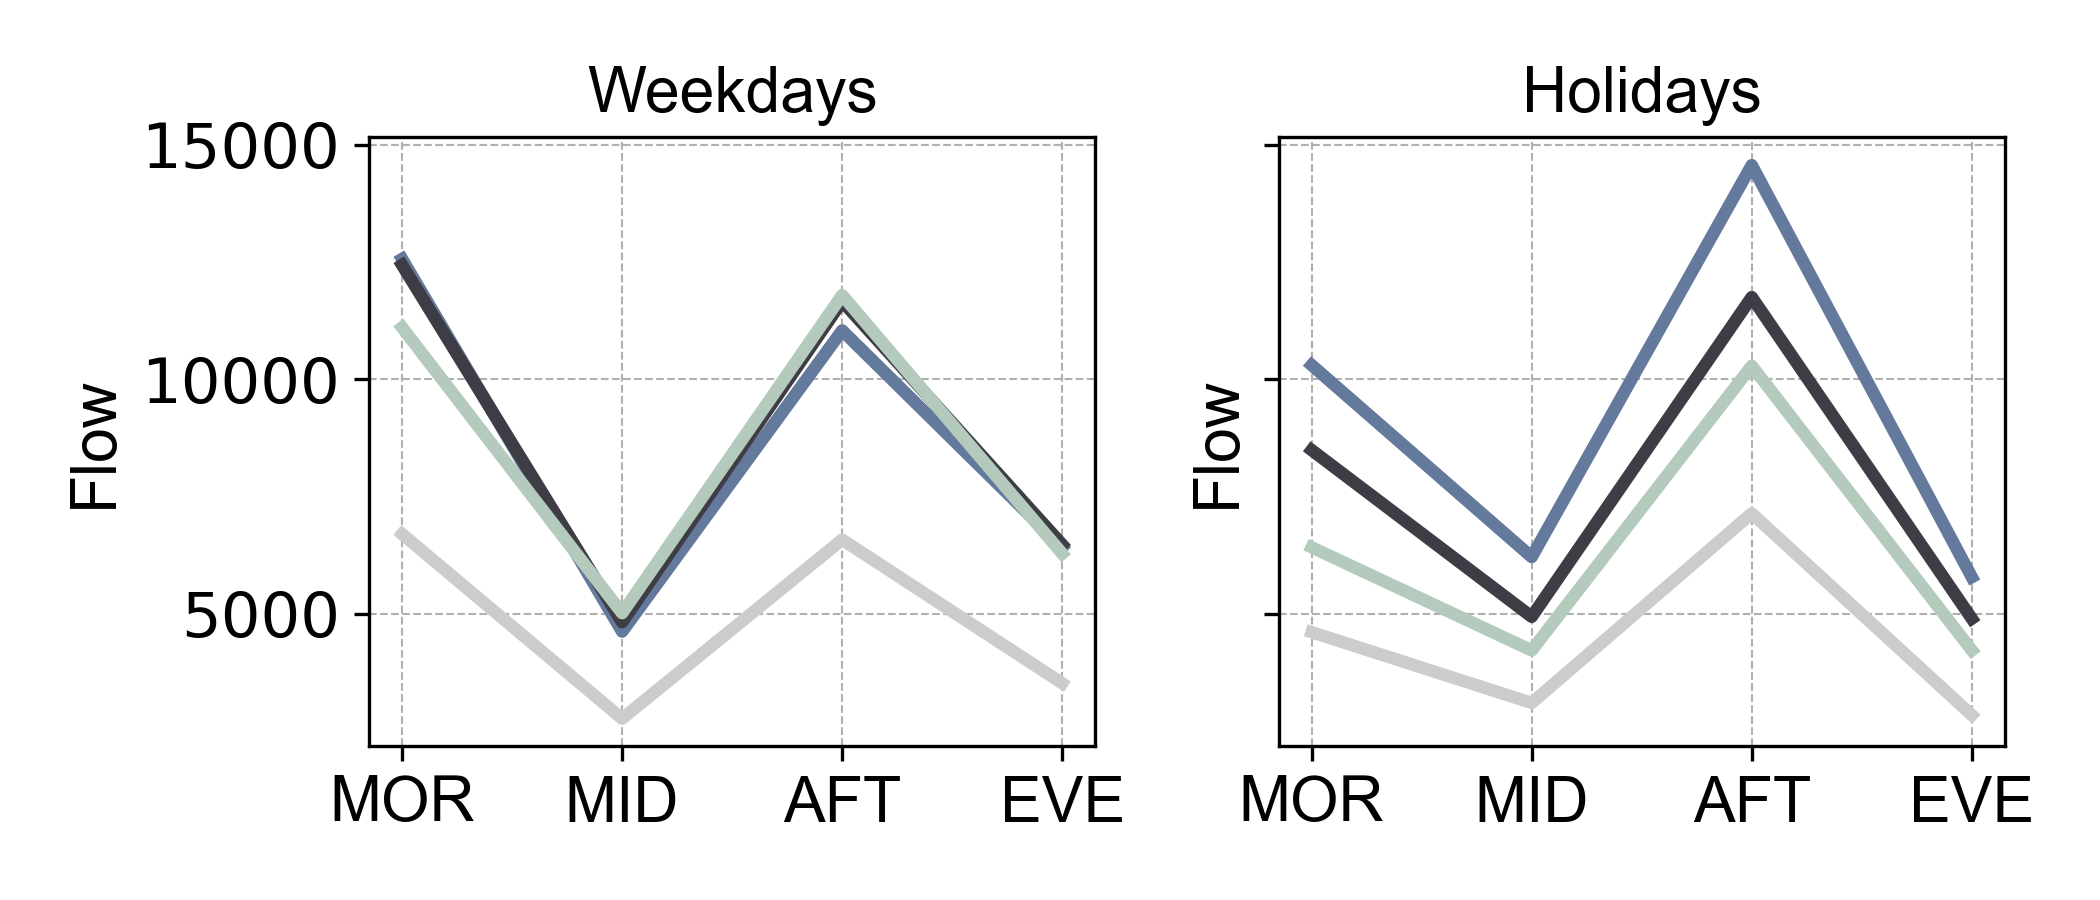 Weekdays
Holidays
15000
10000
5000
Flow
Flow
MOR MID AFT EVE
MOR MID AFT EVE